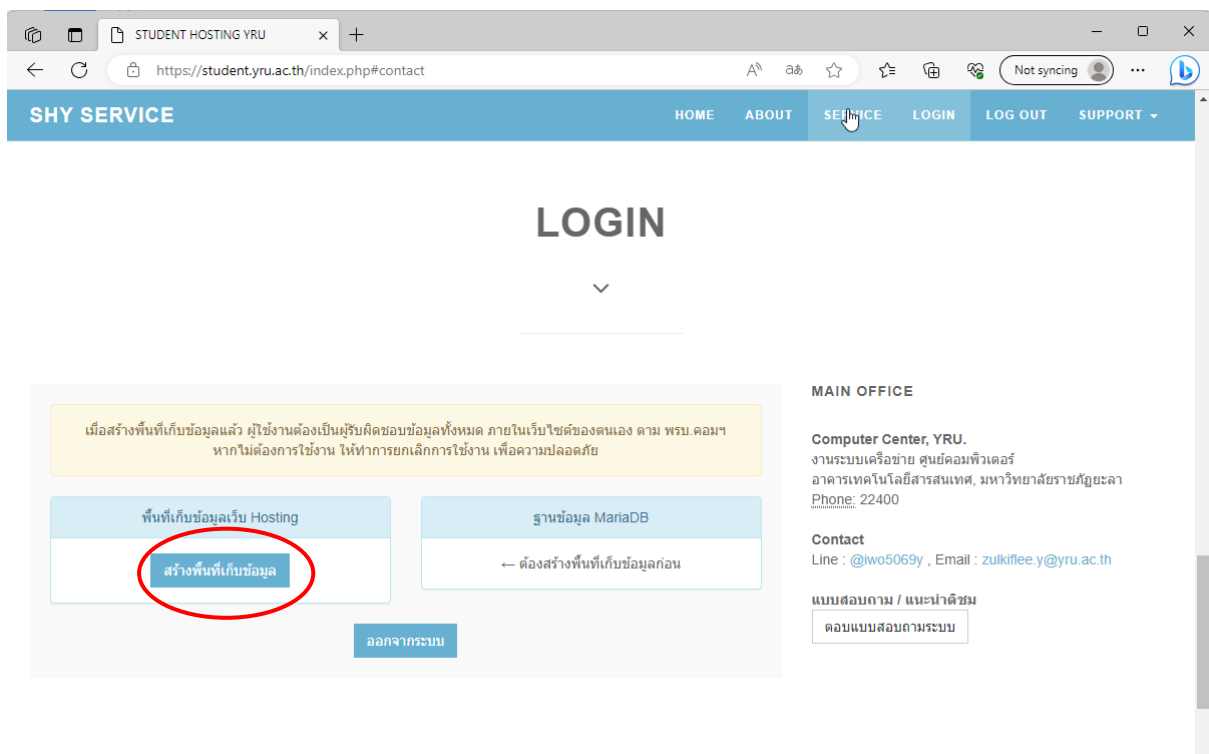 STUDENT HOSTING YRU
https://student.yru.ac.th/index.php#contact
Not syncing
SHY SERVICE
HOME ABOUT SERVICE LOGIN LOG OUT SUPPORT
LOGIN
เมื่อสร้างพื้นที่เก็บข้อมูลแล้ว ผู้ใช้งานต้องเป็นผู้รับผิดชอบข้อมูลทั้งหมด ภายในเว็บไซต์ของตนเอง ตาม พรบ.คอมฯ
หากไม่ต้องการใช้งาน ให้ทำการยกเลิกการใช้งาน เพื่อความปลอดภัย
พื้นที่เก็บข้อมูลเว็บ Hosting
สร้างพื้นที่เก็บข้อมูล
ฐานข้อมูล MariaDB
← ต้องสร้างพื้นที่เก็บข้อมูลก่อน
ออกจากระบบ
MAIN OFFICE
Computer Center, YRU.
งานระบบเครือข่าย ศูนย์คอมพิวเตอร์
อาคารเทคโนโลยีสารสนเทศ, มหาวิทยาลัยราชภัฏยะลา
Phone: 22400
Contact
Line : @iwo5069y , Email : zulkiflee.y@yru.ac.th
แบบสอบถาม / แนะนำติชม
ตอบแบบสอบถามระบบ